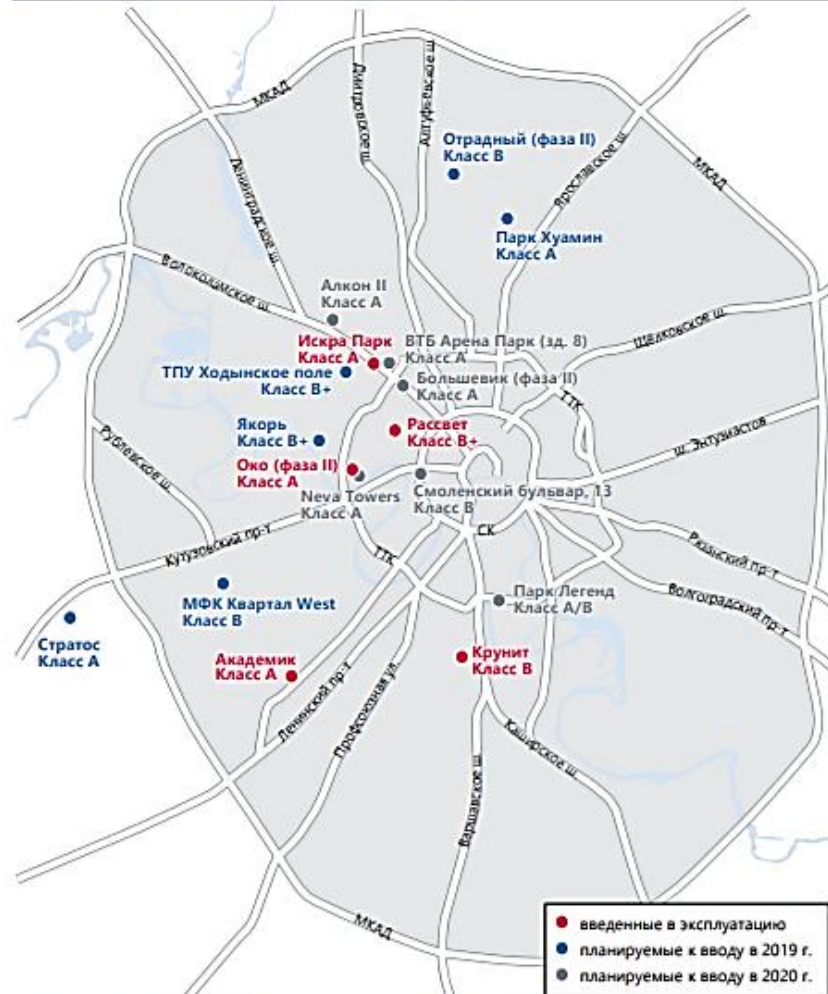 МКАД
Дмитровское ш.
Алтуфьевское ш.
Отрадный (фаза II)
Класс B
Ярославское ш.
МКАД
Ленинградское ш.
Парк Хуамин
Класс A
Волоколамское ш.
Алкон II
Класс A
Щелковское ш.
Искра Парк
Класс A
ВТБ Арена Парк (зд. 8)
Класс A
ТПУ Ходынское поле
Класс B+
Большевик (фаза II)
Класс A
ТТК
Якорь
Класс B+
Рассвет
Класс B+
ш. Энтузиастов
Рублевское ш.
Око (фаза II)
Класс A
Neva Towers
Класс A
Смоленский бульвар, 13
Класс B
Кутузовский пр-т
СК
Рязанский пр-т
ТТК
Волгоградский пр-т
МФК Квартал West
Класс B
Парк Легенд
Класс A/B
Стратос
Класс A
Академик
Класс A
Крунит
Класс B
Ленинский пр-т
Профсоюзная ул.
Каширское ш.
Варшавское ш.
МКАД
введенные в эксплуатацию
планируемые к вводу в 2019 г.
планируемые к вводу в 2020 г.